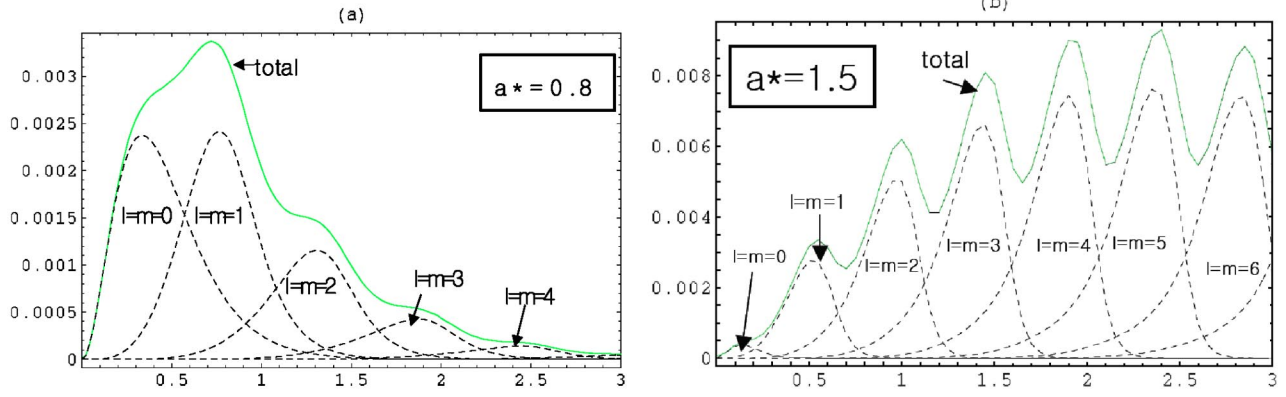 (a)
total
a*=0.8
0.003
0.0025
0.002
0.0015
0.001
0.0005
0
l=m=0
l=m=1
l=m=2
l=m=3
l=m=4
0.5
1
1.5
2
2.5
3
(b)
total
a*=1.5
0.008
0.006
0.004
0.002
0
l=m=0
l=m=1
l=m=2
l=m=3
l=m=4
l=m=5
l=m=6
0.5
1
1.5
2
2.5
3